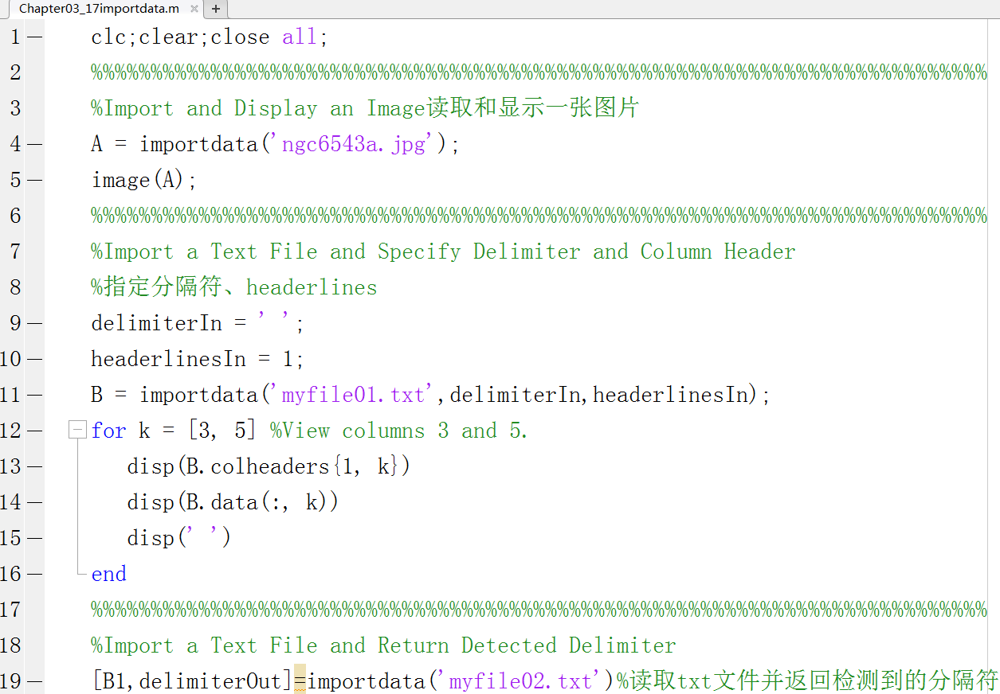 Chapter03_17importdata.m × +
1 — clc;clear;close all;
2 %%%%%%%%%%%%%%%%%%%%%%%%%%%%%%%%%%%%%%%%%%%%%%%%%%%%%%%%%%%%%%%%%%%%%%%%%%%
3 %Import and Display an Image读取和显示一张图片
4 — A = importdata('ngc6543a.jpg');
5 — image(A);
6 %%%%%%%%%%%%%%%%%%%%%%%%%%%%%%%%%%%%%%%%%%%%%%%%%%%%%%%%%%%%%%%%%%%%%%%%%%%
7 %Import a Text File and Specify Delimiter and Column Header
8 %指定分隔符、headerlines
9 — delimiterIn = ' ';
10 — headerlinesIn = 1;
11 — B = importdata('myfile01.txt',delimiterIn,headerlinesIn);
12 — for k = [3, 5] %View columns 3 and 5.
13 — disp(B.colheaders{1, k})
14 — disp(B.data(:, k))
15 — disp(' ')
16 — end
17 %%%%%%%%%%%%%%%%%%%%%%%%%%%%%%%%%%%%%%%%%%%%%%%%%%%%%%%%%%%%%%%%%%%%%%%%%%%
18 %Import a Text File and Return Detected Delimiter
19 — [B1,delimiterOut]=importdata('myfile02.txt')%读取txt文件并返回检测到的分隔符